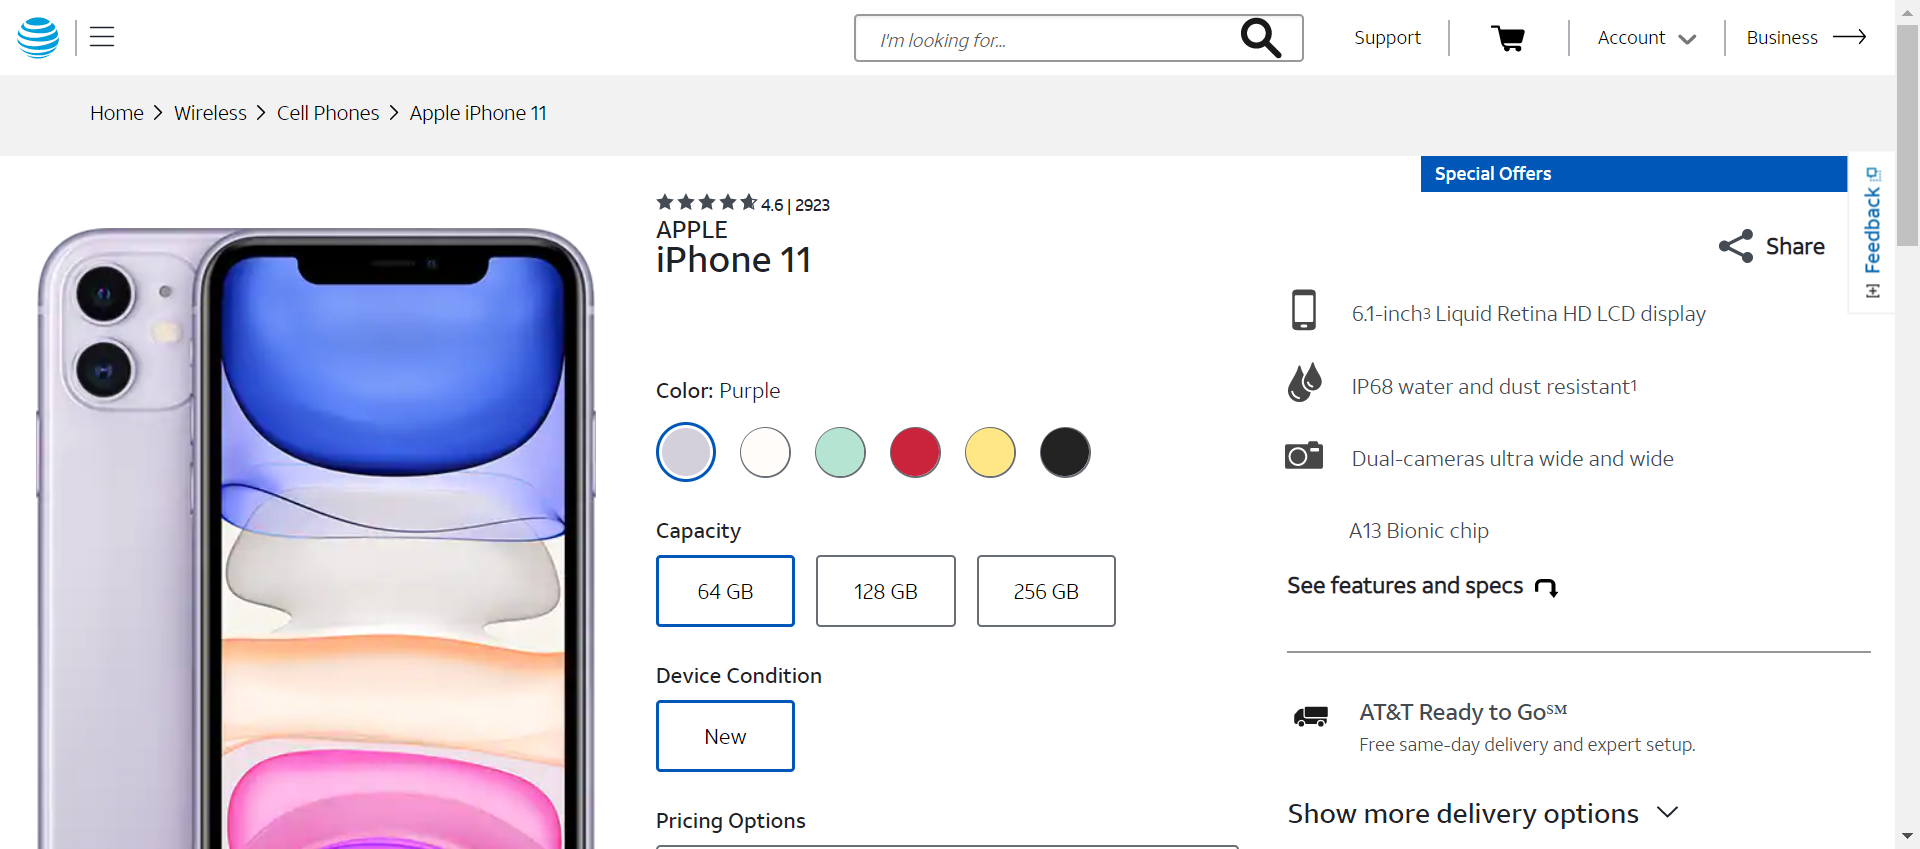 I'm looking for...
Support
Account
Business
Home
Wireless
Cell Phones
Apple iPhone 11
Special Offers
[+] Feedback
4.6 | 2923
APPLE
iPhone 11
Share
6.1-inch3 Liquid Retina HD LCD display
IP68 water and dust resistant1
Dual-cameras ultra wide and wide
A13 Bionic chip
See features and specs
Color: Purple
Capacity
64 GB
128 GB
256 GB
Device Condition
New
Pricing Options
AT&T Ready to Go℠
Free same-day delivery and expert setup.
Show more delivery options